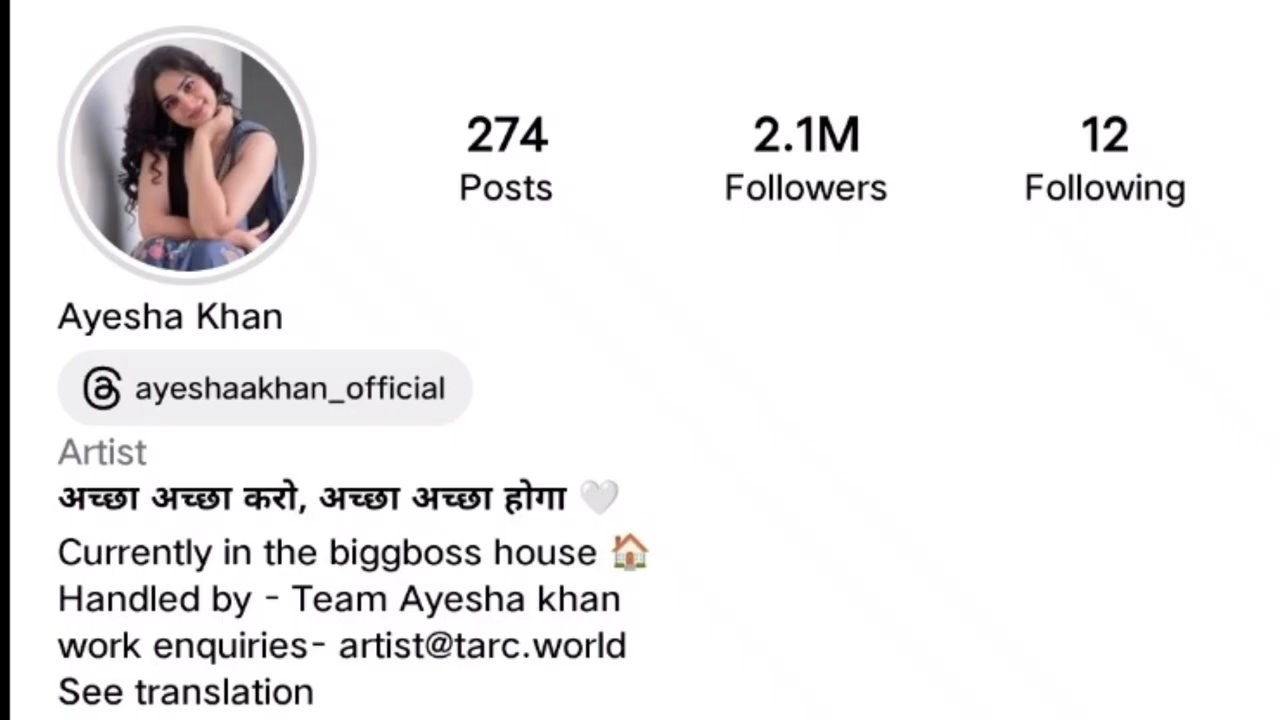 274 2.1M 12
Posts Followers Following
Ayesha Khan
ayeshaakhan_official
Artist
अच्छा अच्छा करो, अच्छा अच्छा होगा 🤍
Currently in the biggboss house 🏠
Handled by - Team Ayesha khan
work enquiries- artist@tarc.world
See translation